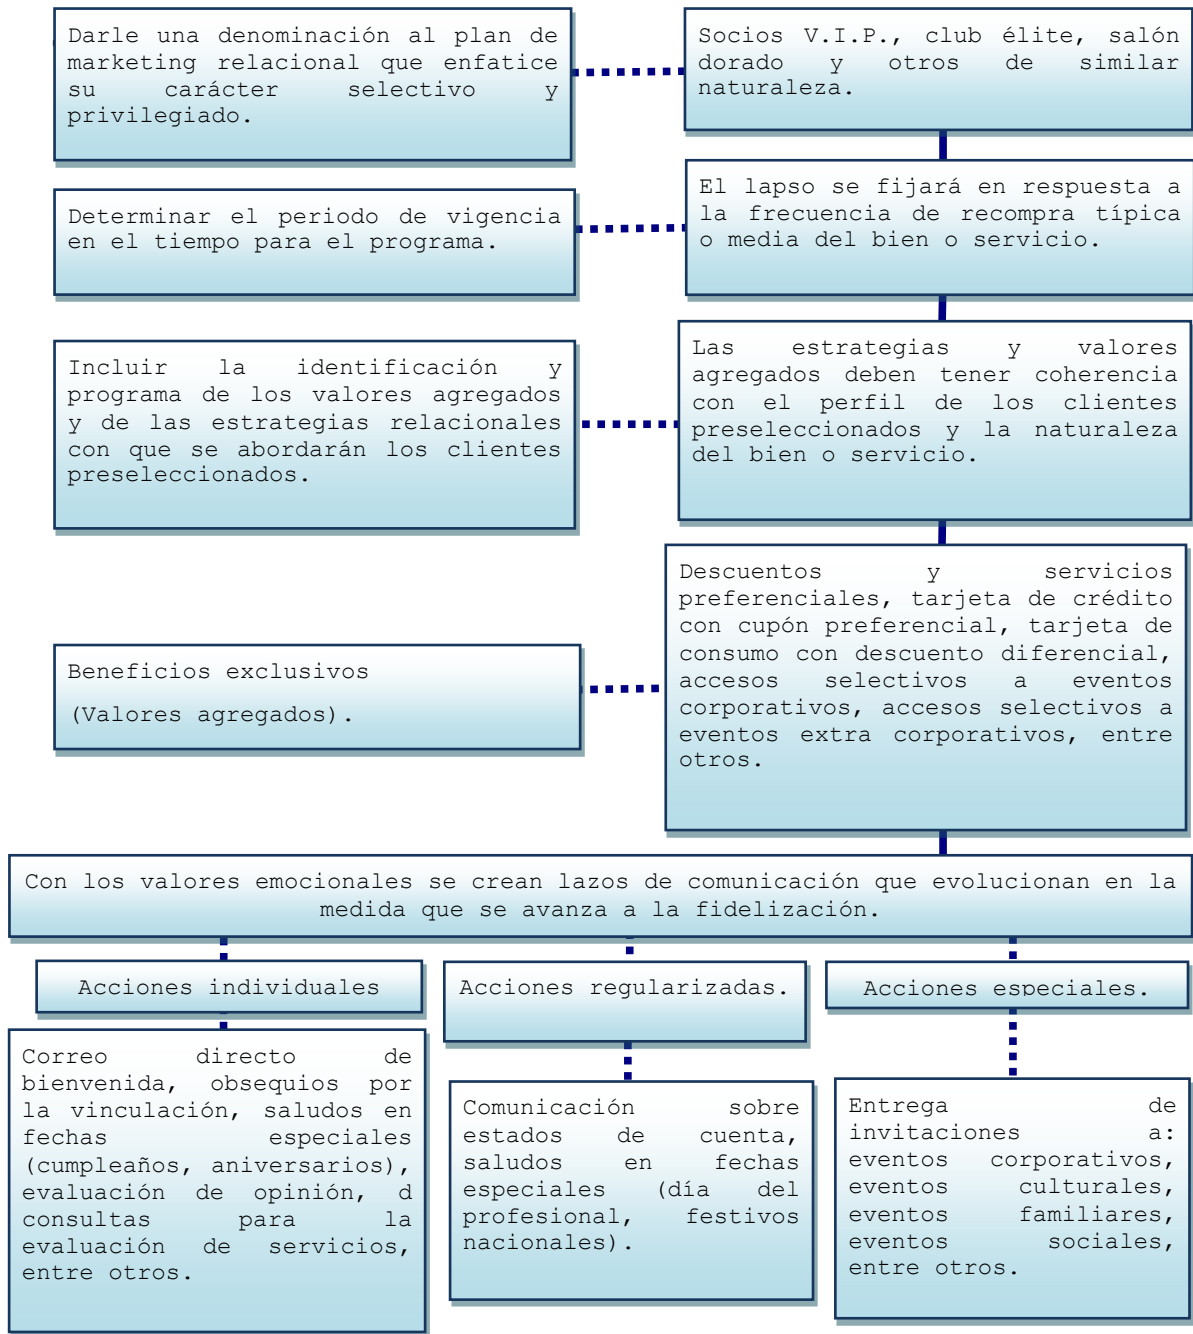 Darle una denominación al plan de
marketing relacional que enfatice
su carácter selectivo y
privilegiado.
Socios V.I.P., club élite, salón
dorado y otros de similar
naturaleza.
Determinar el periodo de vigencia
en el tiempo para el programa.
El lapso se fijará en respuesta a
la frecuencia de recompra típica
o media del bien o servicio.
Incluir la identificación y
programa de los valores agregados
y de las estrategias relacionales
con que se abordarán los clientes
preseleccionados.
Las estrategias y valores
agregados deben tener coherencia
con el perfil de los clientes
preseleccionados y la naturaleza
del bien o servicio.
Beneficios exclusivos
(Valores agregados).
Descuentos y servicios
preferenciales, tarjeta de crédito
con cupón preferencial, tarjeta de
consumo con descuento diferencial,
accesos selectivos a eventos
corporativos, accesos selectivos a
eventos extra corporativos, entre
otros.
Con los valores emocionales se crean lazos de comunicación que evolucionan en la
medida que se avanza a la fidelización.
Acciones individuales
Correo directo de
bienvenida, obsequios por
la vinculación, saludos en
fechas especiales
(cumpleaños, aniversarios),
evaluación de opinión, d
consultas para la
evaluación de servicios,
entre otros.
Acciones regularizadas.
Comunicación sobre
estados de cuenta,
saludos en fechas
especiales (día del
profesional, festivos
nacionales).
Acciones especiales.
Entrega de
invitaciones a:
eventos corporativos,
eventos culturales,
eventos familiares,
eventos sociales,
entre otros.